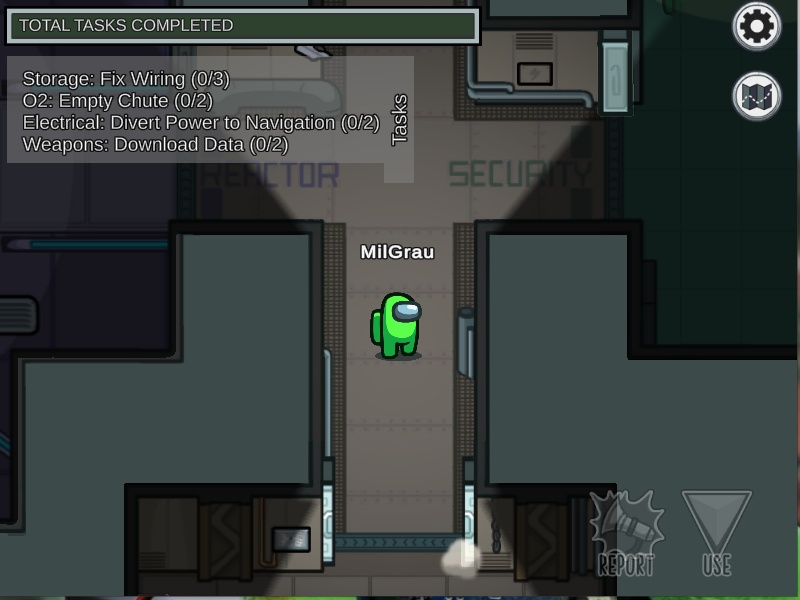 TOTAL TASKS COMPLETED
Storage: Fix Wiring (0/3)
O2: Empty Chute (0/2)
Electrical: Divert Power to Navigation (0/2)
Weapons: Download Data (0/2)
Tasks
REACTOR
SECURITY
MilGrau
REPORT
USE